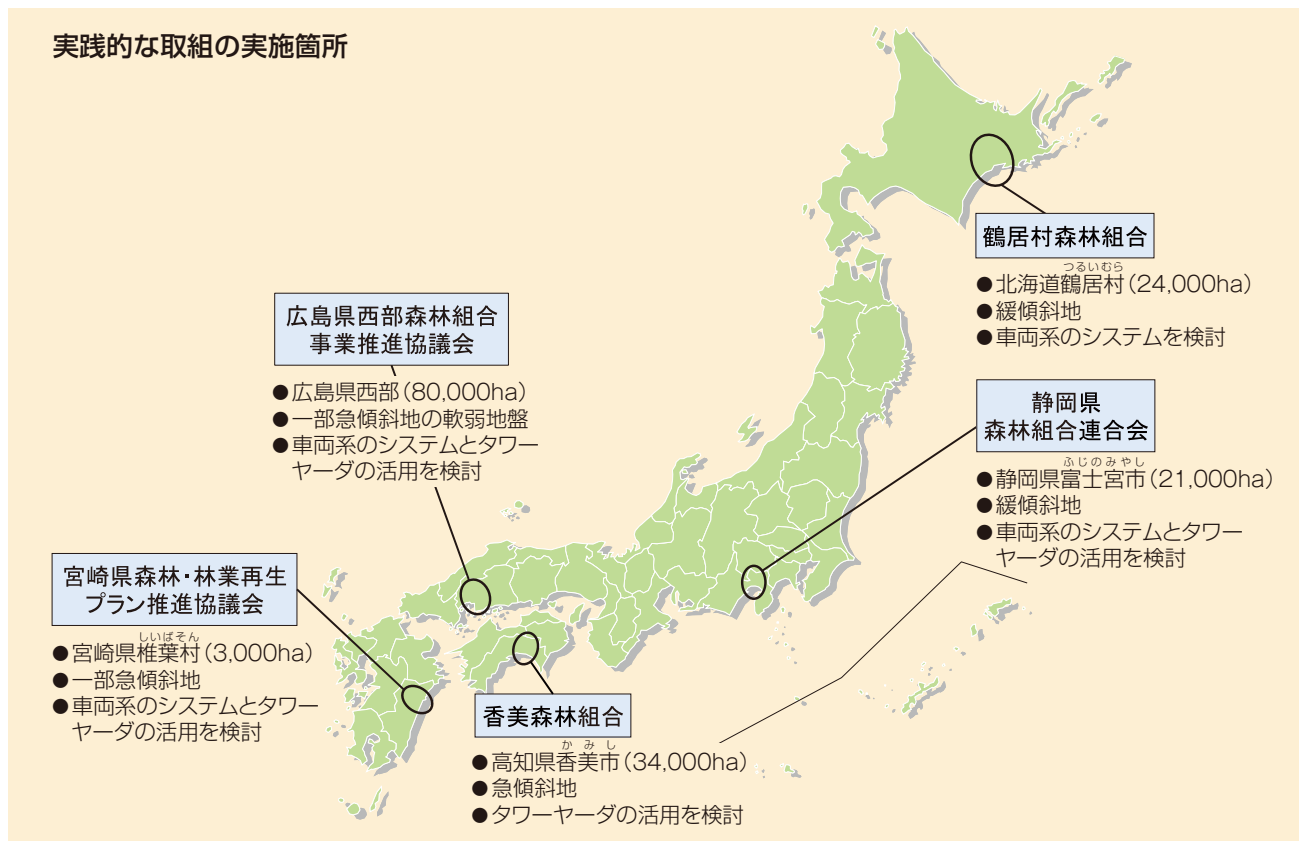 実践的な取組の実施箇所
鶴居村森林組合
つるいむら
●北海道鶴居村(24,000ha)
●緩傾斜地
●車両系のシステムを検討
広島県西部森林組合
事業推進協議会
●広島県西部(80,000ha)
●一部急傾斜地の軟弱地盤
●車両系のシステムとタワー
ヤーダの活用を検討
静岡県
森林組合連合会
ふじのみやし
●静岡県富士宮市(21,000ha)
●緩傾斜地
●車両系のシステムとタワー
ヤーダの活用を検討
宮崎県森林・林業再生
プラン推進協議会
しいばそん
●宮崎県椎葉村(3,000ha)
●一部急傾斜地
●車両系のシステムとタワー
ヤーダの活用を検討
香美森林組合
かみし
●高知県香美市(34,000ha)
●急傾斜地
●タワーヤーダの活用を検討